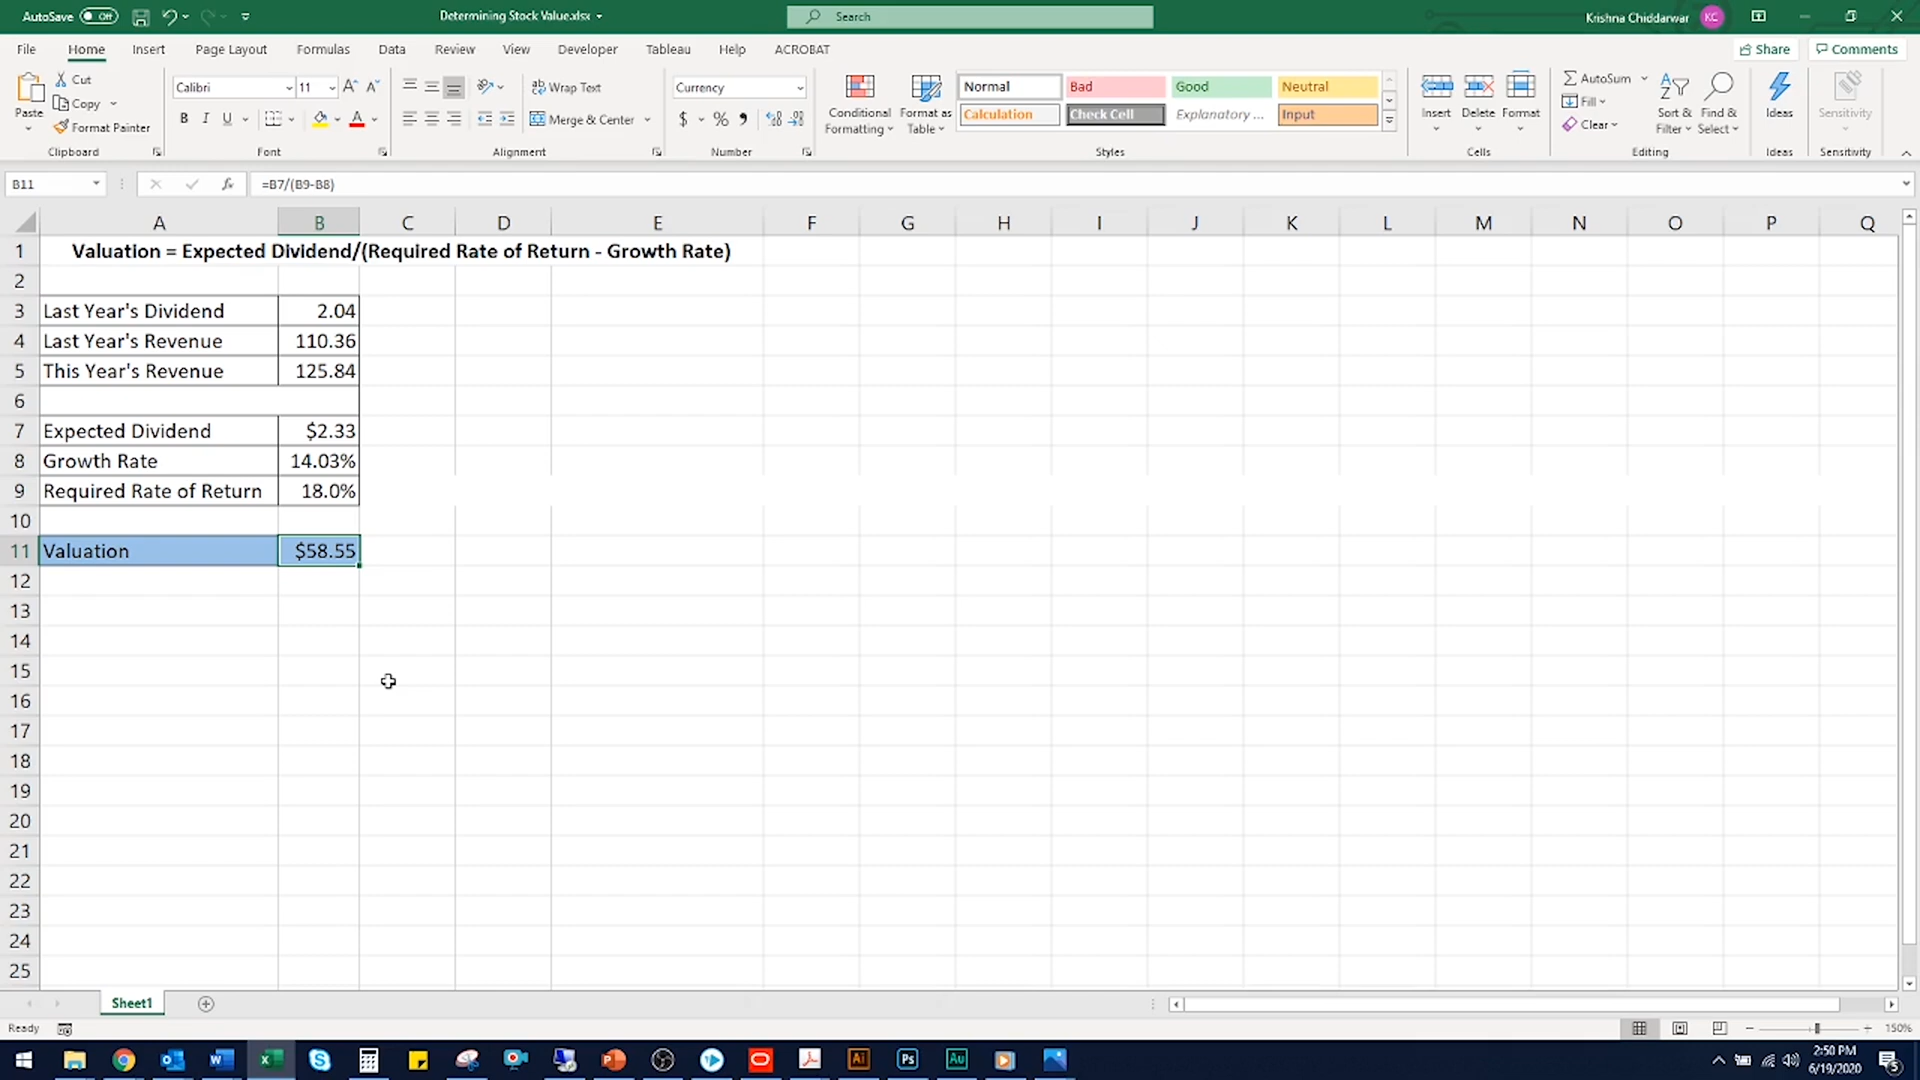 AutoSave Off Determining Stock Value.xlsx Search Krishna Chiddarwar KC
File Home Insert Page Layout Formulas Data Review View Developer Tableau Help ACROBAT Share Comments
Paste Cut Copy Format Painter Clipboard
Calibri 11 B I U A Font
Wrap Text Merge & Center Alignment
Currency $ % Number
Conditional Formatting Format as Table
Normal Bad Good Neutral
Calculation Check Cell Explanatory ... Input
Styles
Insert Delete Format Cells
AutoSum Fill Clear Sort & Filter Find & Select Editing
Ideas Ideas
Sensitivity Sensitivity
B11 fx =B7/(B9-B8)
A B C D E F G H I J K L M N O P Q
1 Valuation = Expected Dividend/(Required Rate of Return - Growth Rate)
2
3 Last Year's Dividend 2.04
4 Last Year's Revenue 110.36
5 This Year's Revenue 125.84
6
7 Expected Dividend $2.33
8 Growth Rate 14.03%
9 Required Rate of Return 18.0%
10
11 Valuation $58.55
12
13
14
15
16
17
18
19
20
21
22
23
24
25
Sheet1
Ready 150%
2:50 PM
6/19/2020